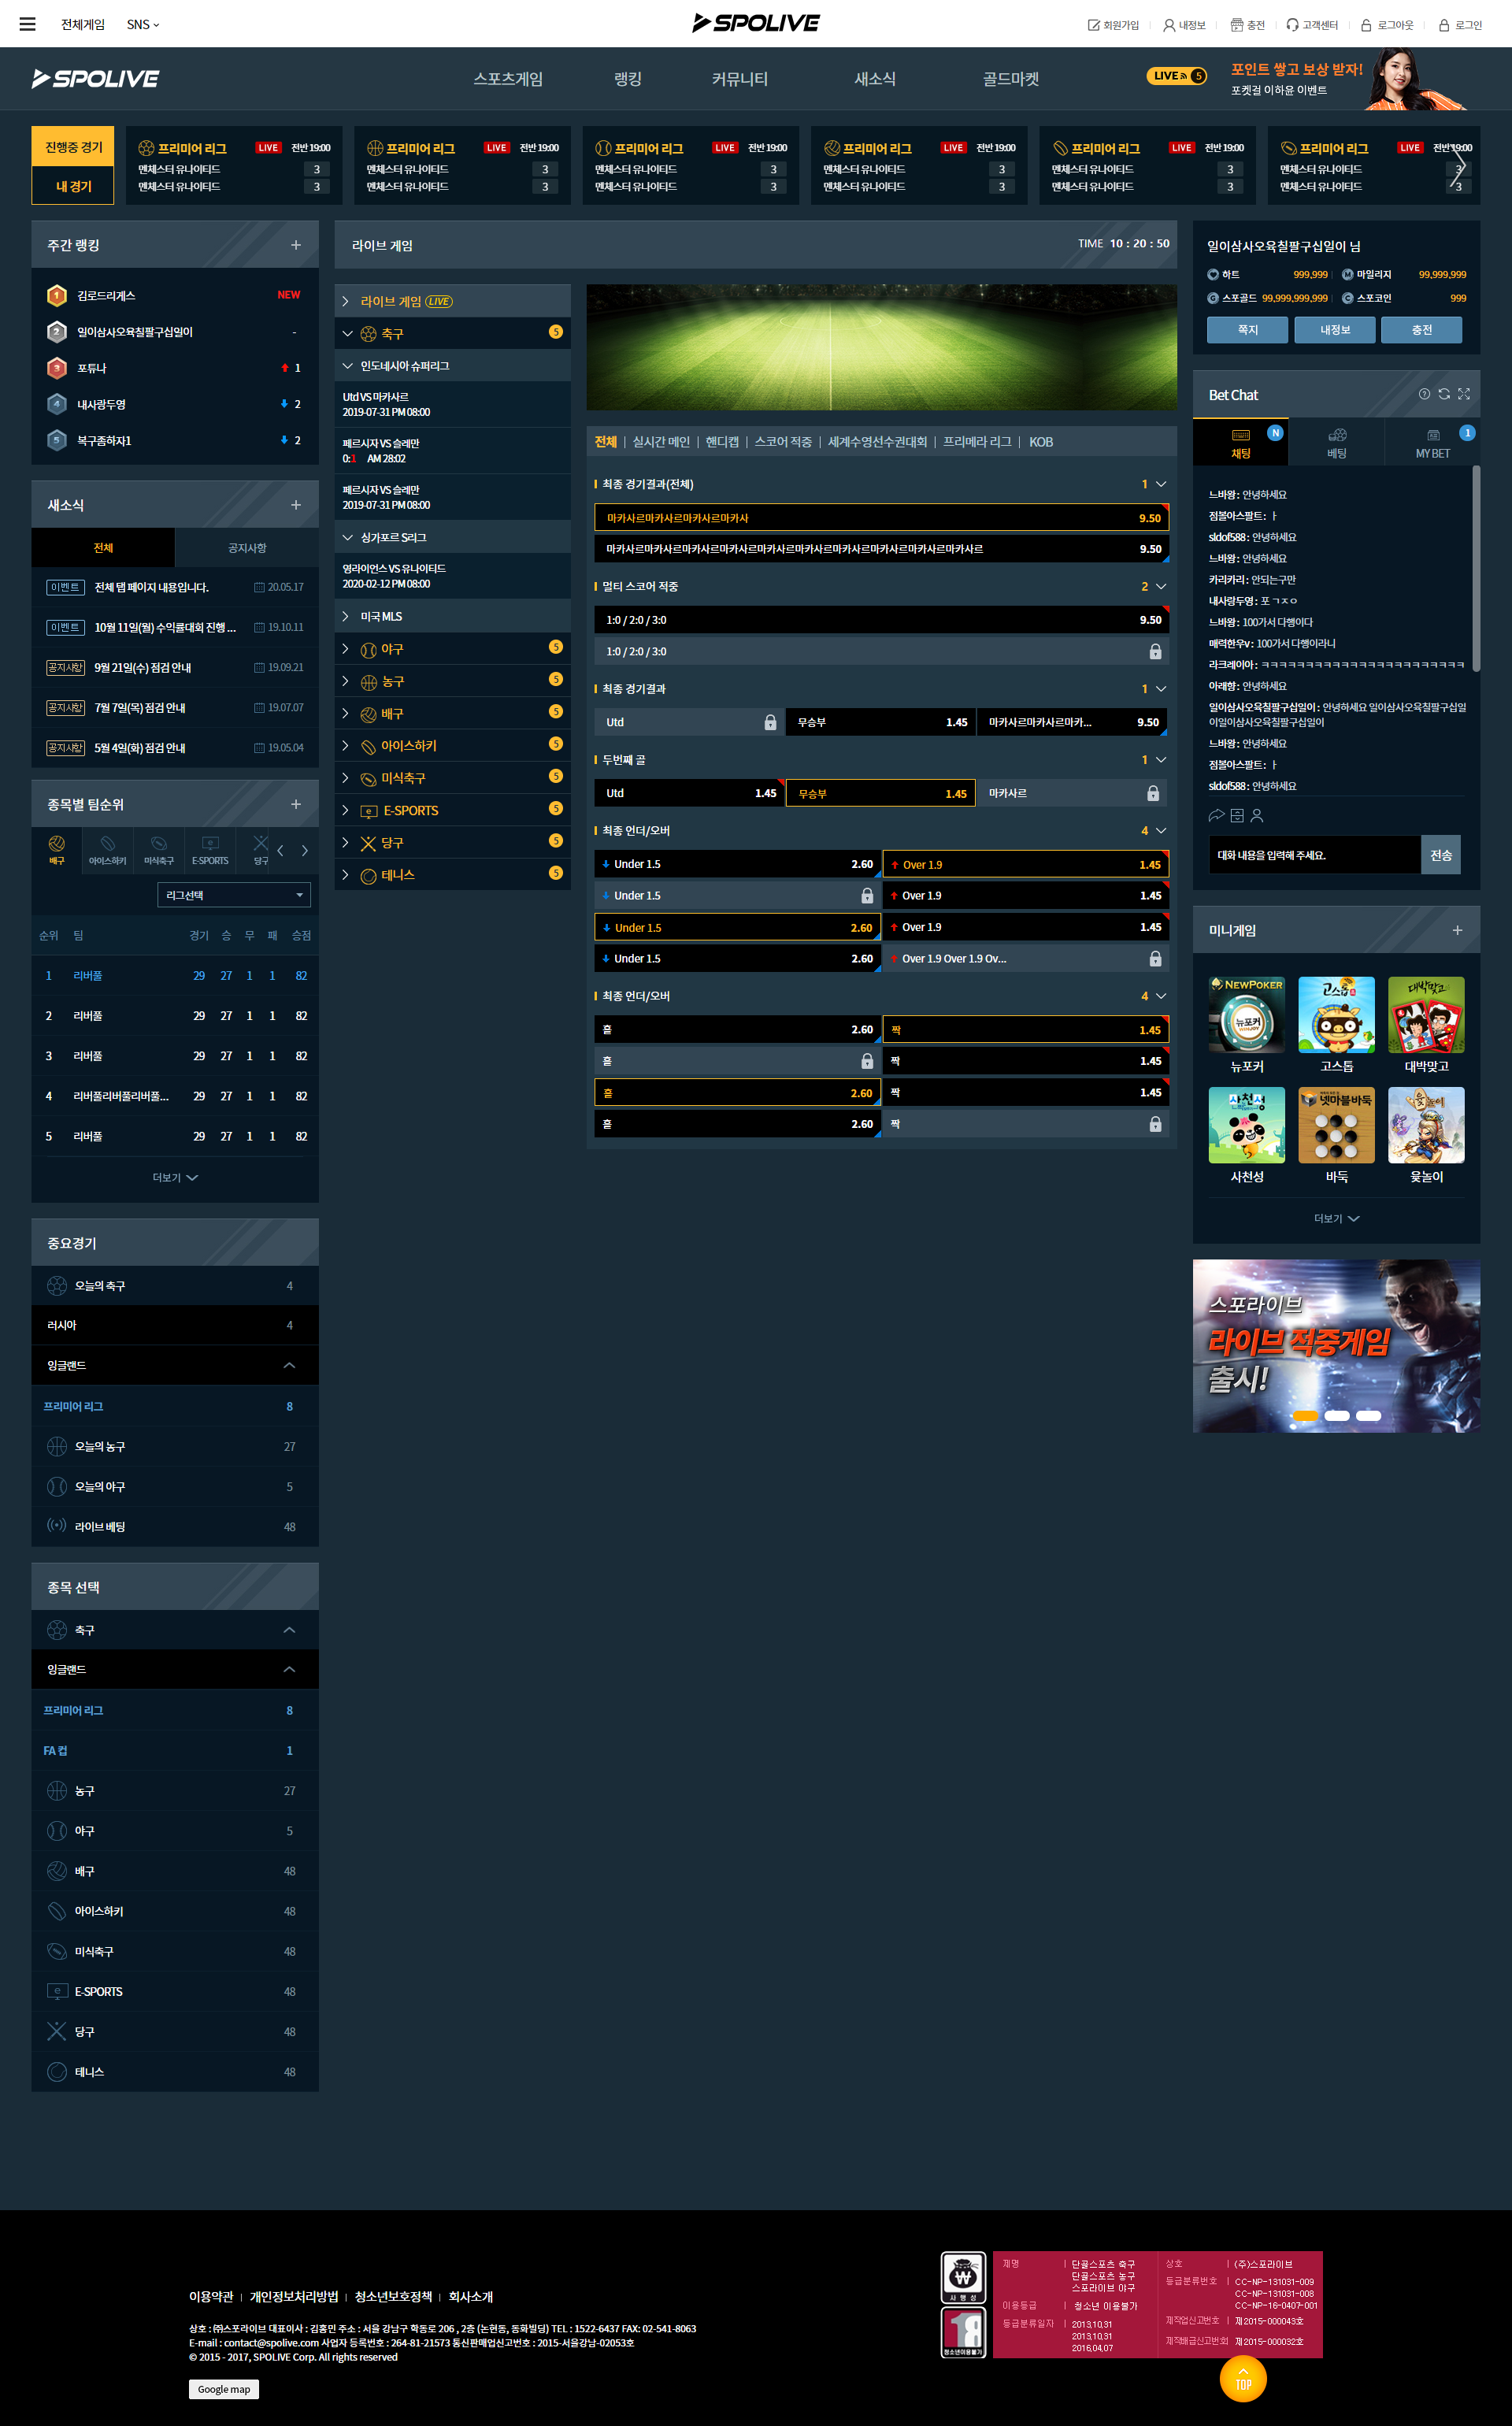 전체게임 SNS
SPOLIVE
회원가입 내정보 충전 고객센터 로그아웃 로그인
SPOLIVE
스포츠게임 랭킹 커뮤니티 새소식 골드마켓
LIVE 5
포인트 쌓고 보상 받자!
포켓걸 이하윤 이벤트
진행중 경기
내 경기
프리미어 리그 LIVE 전반 19:00
맨체스터 유나이티드 3
맨체스터 유나이티드 3
프리미어 리그 LIVE 전반 19:00
맨체스터 유나이티드 3
맨체스터 유나이티드 3
프리미어 리그 LIVE 전반 19:00
맨체스터 유나이티드 3
맨체스터 유나이티드 3
프리미어 리그 LIVE 전반 19:00
맨체스터 유나이티드 3
맨체스터 유나이티드 3
프리미어 리그 LIVE 전반 19:00
맨체스터 유나이티드 3
맨체스터 유나이티드 3
프리미어 리그 LIVE 전반 19:00
맨체스터 유나이티드 3
맨체스터 유나이티드 3
주간 랭킹
1 김로드리게스 NEW
2 일이삼사오육칠팔구십일이 -
3 포튜나 1
4 내사랑두영 2
5 복구좀하자1 2
새소식
전체 공지사항
이벤트 전체 탭 페이지 내용입니다. 20.05.17
이벤트 10월 11일(월) 수익률대회 진행 ... 19.10.11
공지사항 9월 21일(수) 점검 안내 19.09.21
공지사항 7월 7일(목) 점검 안내 19.07.07
공지사항 5월 4일(화) 점검 안내 19.05.04
종목별 팀순위
배구 아이스하키 미식축구 E-SPORTS 당구
리그선택
순위 팀 경기 승 무 패 승점
1 리버풀 29 27 1 1 82
2 리버풀 29 27 1 1 82
3 리버풀 29 27 1 1 82
4 리버풀리버풀리버풀... 29 27 1 1 82
5 리버풀 29 27 1 1 82
더보기
중요경기
오늘의 축구 4
러시아 4
잉글랜드
프리미어 리그 8
오늘의 농구 27
오늘의 야구 5
라이브 베팅 48
종목 선택
축구
잉글랜드
프리미어 리그 8
FA 컵 1
농구 27
야구 5
배구 48
아이스하키 48
미식축구 48
E-SPORTS 48
당구 48
테니스 48
라이브 게임
TIME 10 : 20 : 50
라이브 게임 LIVE
축구 5
인도네시아 슈퍼리그
Utd VS 마카사르
2019-07-31 PM 08:00
페르시자 VS 슬레만
0:1 AM 28:02
페르시자 VS 슬레만
2019-07-31 PM 08:00
싱가포르 S리그
영라이언스 VS 유나이티드
2020-02-12 PM 08:00
미국 MLS
야구 5
농구 5
배구 5
아이스하키 5
미식축구 5
E-SPORTS 5
당구 5
테니스 5
전체 | 실시간 메인 | 핸디캡 | 스코어 적중 | 세계수영선수권대회 | 프리메라 리그 | KOB
최종 경기결과(전체) 1
마카사르마카사르마카사르마카사 9.50
마카사르마카사르마카사르마카사르마카사르마카사르마카사르마카사르마카사르마카사르 9.50
멀티 스코어 적중 2
1:0 / 2:0 / 3:0 9.50
1:0 / 2:0 / 3:0
최종 경기결과 1
Utd 무승부 1.45 마카사르마카사르마카... 9.50
두번째 골 1
Utd 1.45 무승부 1.45 마카사르
최종 언더/오버 4
Under 1.5 2.60 Over 1.9 1.45
Under 1.5 Over 1.9 1.45
Under 1.5 2.60 Over 1.9 1.45
Under 1.5 2.60 Over 1.9 Over 1.9 Ov...
최종 언더/오버 4
홀 2.60 짝 1.45
홀 짝 1.45
홀 2.60 짝 1.45
홀 2.60 짝
일이삼사오육칠팔구십일이 님
하트 999,999 M 마일리지 99,999,999
G 스포골드 99,999,999,999 C 스포코인 999
쪽지 내정보 충전
Bet Chat
채팅 N 베팅 MY BET 1
느바왕 : 안녕하세요
점볼아스팔트 : ㅏ
sldof588 : 안녕하세요
느바왕 : 안녕하세요
카리카리 : 안되는구만
내사랑두영 : 포 ㄱㅈㅇ
느바왕 : 100가서 다행이다
매력한우v : 100가서 다행이라니
라크레이아 : ㅋㅋㅋㅋㅋㅋㅋㅋㅋㅋㅋㅋㅋㅋㅋㅋㅋㅋㅋㅋㅋㅋㅋ
아래향 : 안녕하세요
일이삼사오육칠팔구십일이 : 안녕하세요 일이삼사오육칠팔구십일
이일이삼사오육칠팔구십일이
느바왕 : 안녕하세요
점볼아스팔트 : ㅏ
sldof588 : 안녕하세요
대화 내용을 입력해 주세요. 전송
미니게임
NEWPOKER 뉴포커 고스톱 대박맞고
뉴포커 고스톱 대박맞고
사천성 넷마블바둑 윷놀이
사천성 바둑 윷놀이
더보기
스포라이브
라이브 적중게임
출시!
이용약관 | 개인정보처리방법 | 청소년보호정책 | 회사소개
상호 : ㈜스포라이브 대표이사 : 김홍민 주소 : 서울 강남구 학동로 206 , 2층 (논현동, 동화빌딩) TEL : 1522-6437 FAX: 02-541-8063
E-mail : contact@spolive.com 사업자 등록번호 : 264-81-21573 통신판매업신고번호 : 2015-서울강남-02053호
© 2015 - 2017, SPOLIVE Corp. All rights reserved
Google map
사행성
18
청소년이용불가
제명 | 단골스포츠 축구
단골스포츠 농구
스포라이브 야구
이용등급 | 청소년 이용불가
등급분류일자 | 2013.10.31
2013.10.31
2016.04.07
상호 | (주)스포라이브
등급분류번호 | CC-NP-131031-009
CC-NP-131031-008
CC-NP-16-0407-001
제작업신고번호 | 제2015-000043호
제작배급신고번호 | 제2015-000032호
TOP